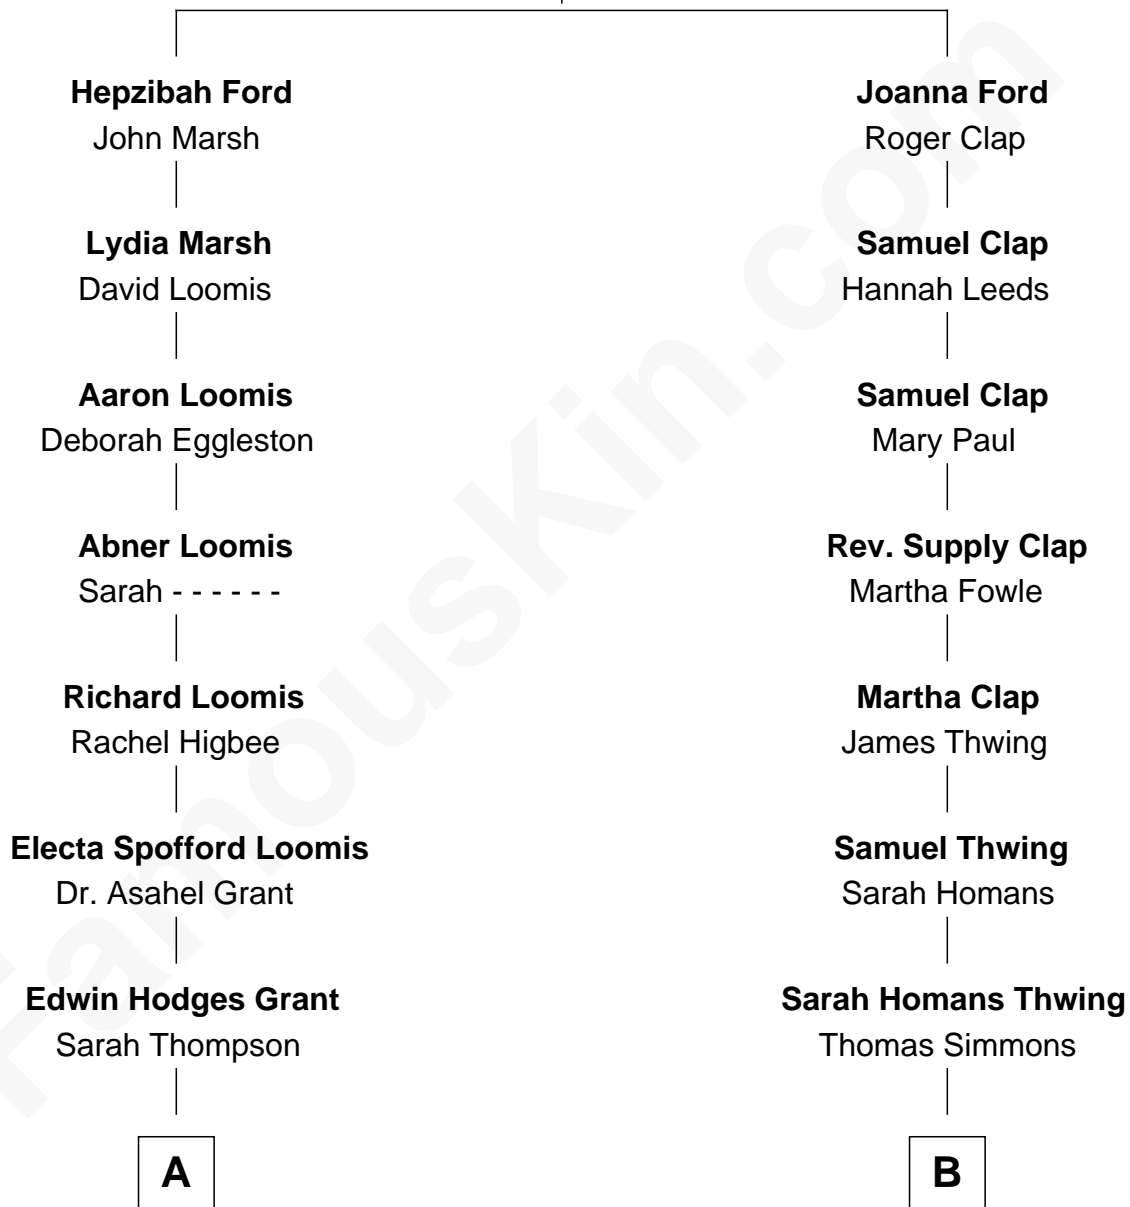 Hepzibah Ford
John Marsh
Joanna Ford
Roger Clap
Lydia Marsh
David Loomis
Samuel Clap
Hannah Leeds
Aaron Loomis
Deborah Eggleston
Samuel Clap
Mary Paul
Abner Loomis
Sarah - - - - - -
Rev. Supply Clap
Martha Fowle
Richard Loomis
Rachel Higbee
Martha Clap
James Thwing
Electa Spofford Loomis
Dr. Asahel Grant
Samuel Thwing
Sarah Homans
Edwin Hodges Grant
Sarah Thompson
Sarah Homans Thwing
Thomas Simmons
A
B
FamousKin.com